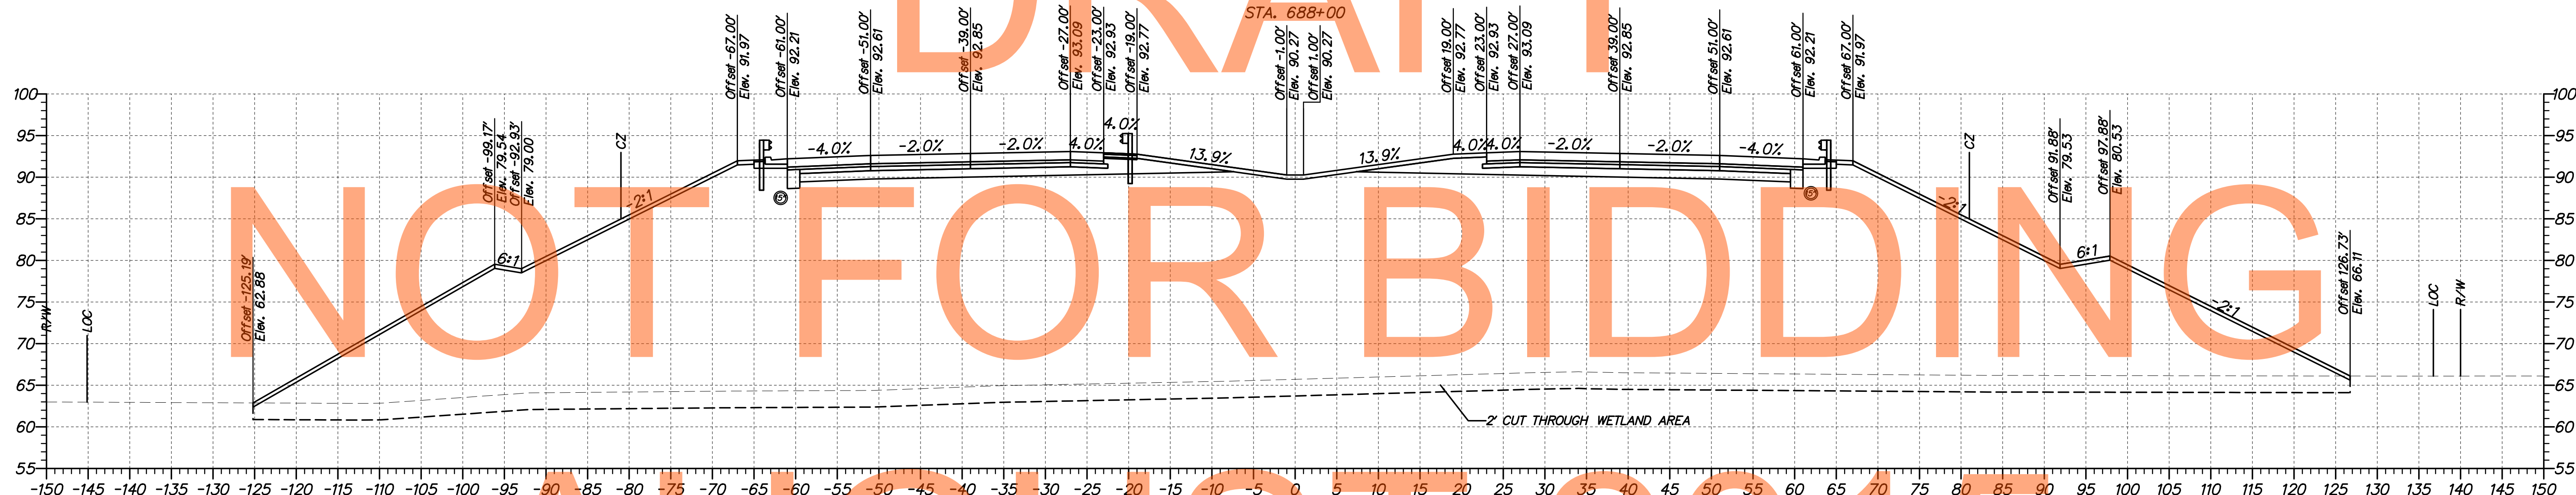 DRAFT
STA. 688+00
Offset -67.00'
Elev. 91.97
Offset -61.00'
Elev. 92.21
Offset -51.00'
Elev. 92.61
Offset -39.00'
Elev. 92.85
Offset -27.00'
Elev. 93.09
Offset -23.00'
Elev. 92.93
Offset -19.00'
Elev. 92.77
Offset -1.00'
Elev. 90.27
Offset 1.00'
Elev. 90.27
Offset 19.00'
Elev. 92.77
Offset 23.00'
Elev. 92.93
Offset 27.00'
Elev. 93.09
Offset 39.00'
Elev. 92.85
Offset 51.00'
Elev. 92.61
Offset 61.00'
Elev. 92.21
Offset 67.00'
Elev. 91.97
Offset -99.17'
Elev. 79.54
Offset -92.93'
Elev. 79.00
CZ
CZ
Offset 91.88'
Elev. 79.53
Offset 97.88'
Elev. 80.53
-4.0%
-2.0%
-2.0%
4.0%
4.0%
13.9%
13.9%
4.0%
4.0%
-2.0%
-2.0%
-4.0%
5
5
-2:1
-2:1
6:1
6:1
-2:1
NOT FOR BIDDING
Offset -125.19'
Elev. 62.88
Offset 126.73'
Elev. 66.11
R/W
LOC
LOC
R/W
2' CUT THROUGH WETLAND AREA
100
95
90
85
80
75
70
65
60
55
100
95
90
85
80
75
70
65
60
55
-150 -145 -140 -135 -130 -125 -120 -115 -110 -105 -100 -95 -90 -85 -80 -75 -70 -65 -60 -55 -50 -45 -40 -35 -30 -25 -20 -15 -10 -5 0 5 10 15 20 25 30 35 40 45 50 55 60 65 70 75 80 85 90 95 100 105 110 115 120 125 130 135 140 145 150